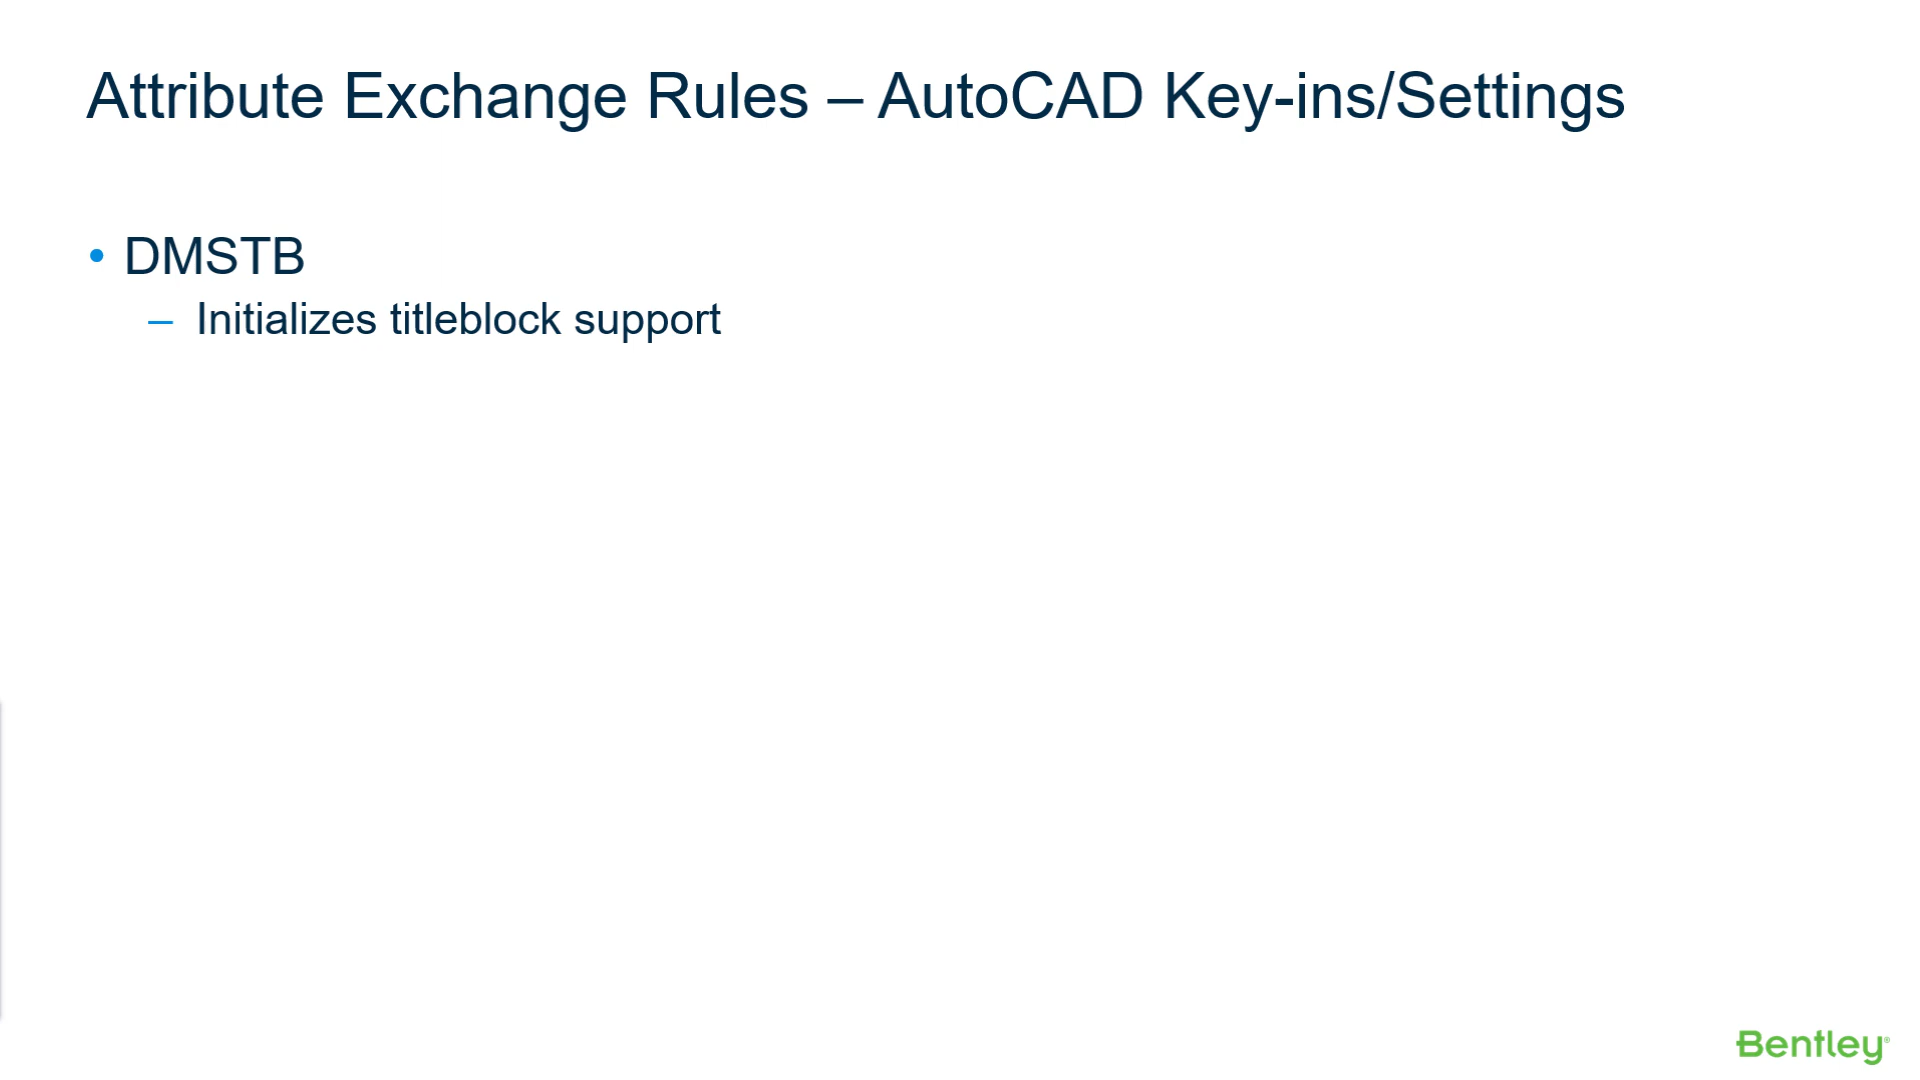 Attribute Exchange Rules – AutoCAD Key-ins/Settings
• DMSTB
– Initializes titleblock support
Bentley®